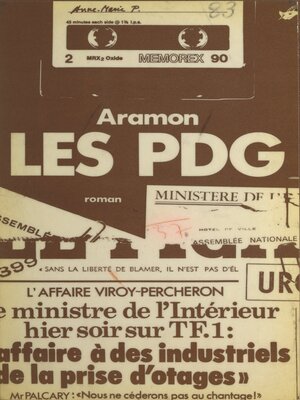 Anne-Marie P.
83
45 minutes each side @ 1⅞ i.p.s.
2 MRX₂ Oxide MEMOREX 90
Aramon
LES PDG
roman
MINISTERE DE L'
ASSEMBLÉE
HOTEL DE VILLE
ASSEMBLÉE NATIONALE
399
« SANS LA LIBERTÉ DE BLAMER, IL N'EST PAS D'ÉL
UR
L'AFFAIRE VIROY-PERCHERON
e ministre de l'Intérieur
hier soir sur TF.1:
affaire à des industriels
de la prise d'otages»
Mr PALCARY: «Nous ne céderons pas au chantage!»